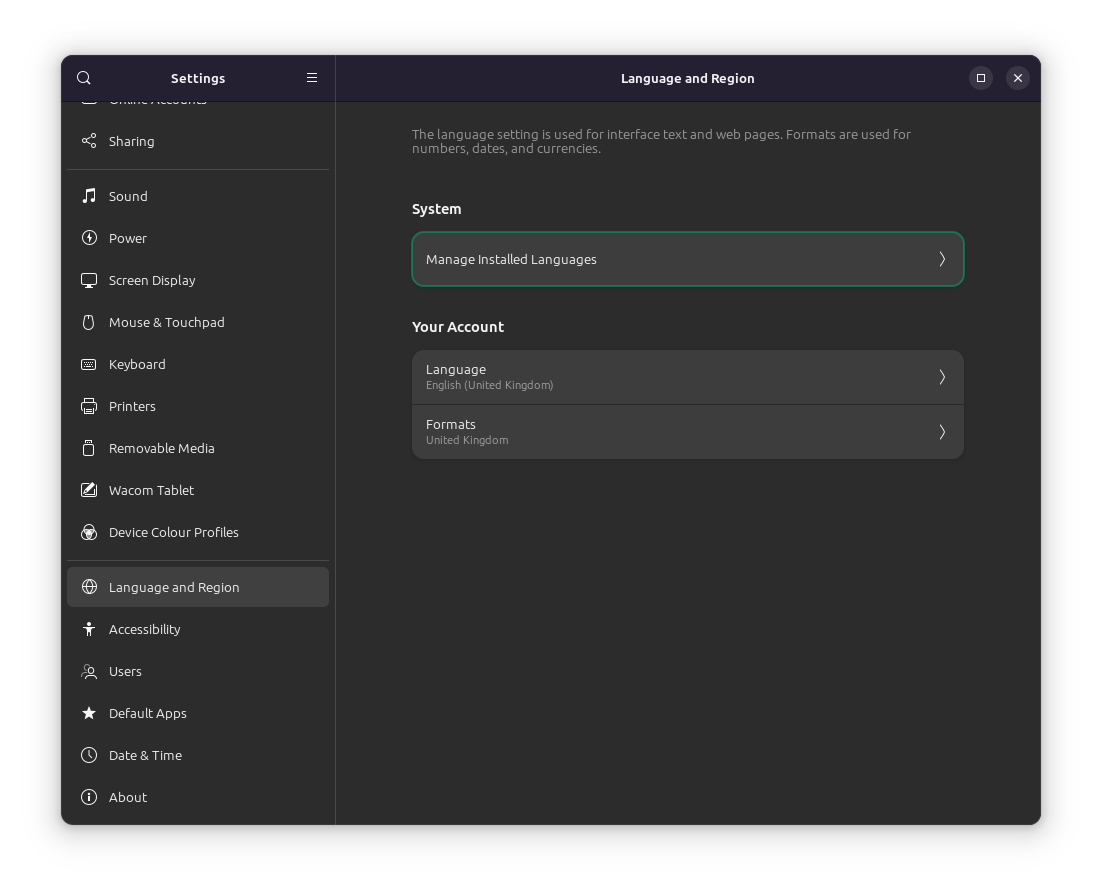 Settings
Language and Region
Online Accounts
Sharing
Sound
Power
Screen Display
Mouse & Touchpad
Keyboard
Printers
Removable Media
Wacom Tablet
Device Colour Profiles
Language and Region
Accessibility
Users
Default Apps
Date & Time
About
The language setting is used for interface text and web pages. Formats are used for
numbers, dates, and currencies.
System
Manage Installed Languages
Your Account
Language
English (United Kingdom)
Formats
United Kingdom